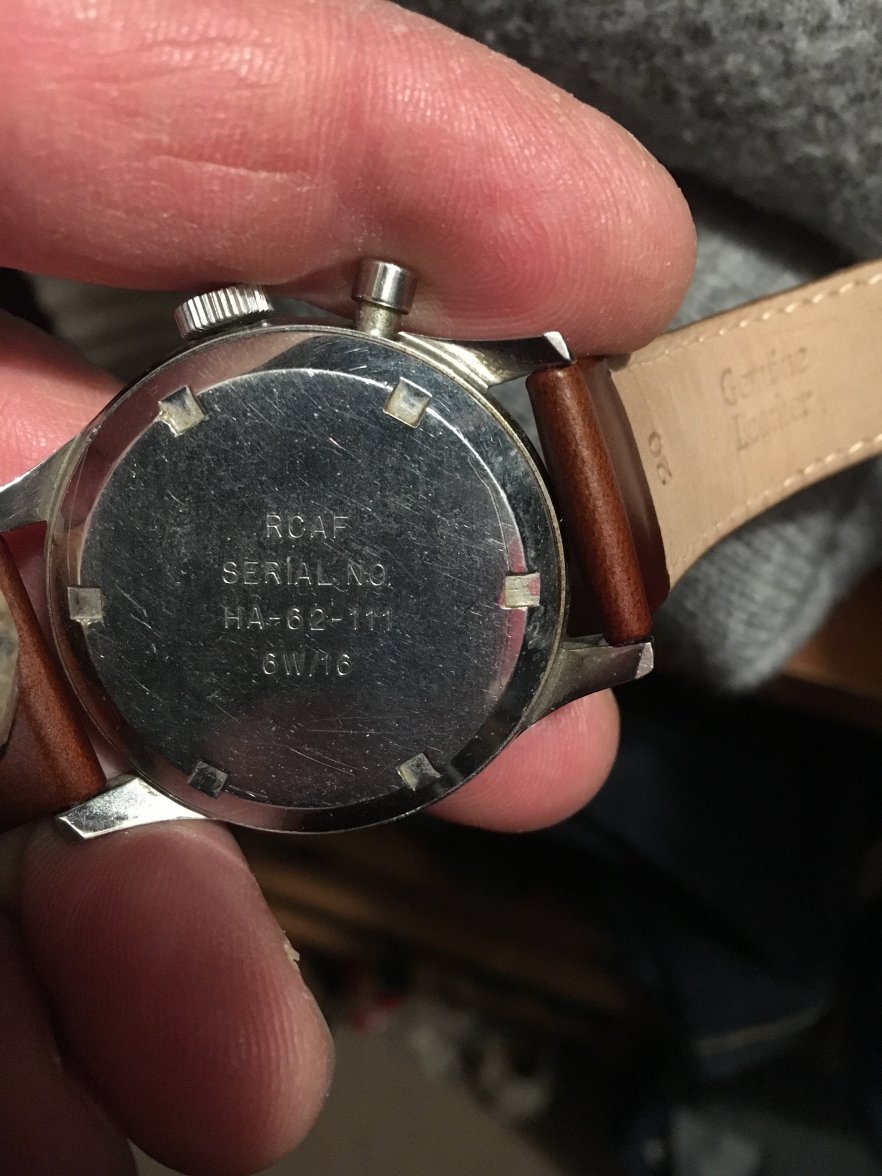 RCAF
SERIAL NO.
HA-62-111
6W/16
Genuine
Leather
20